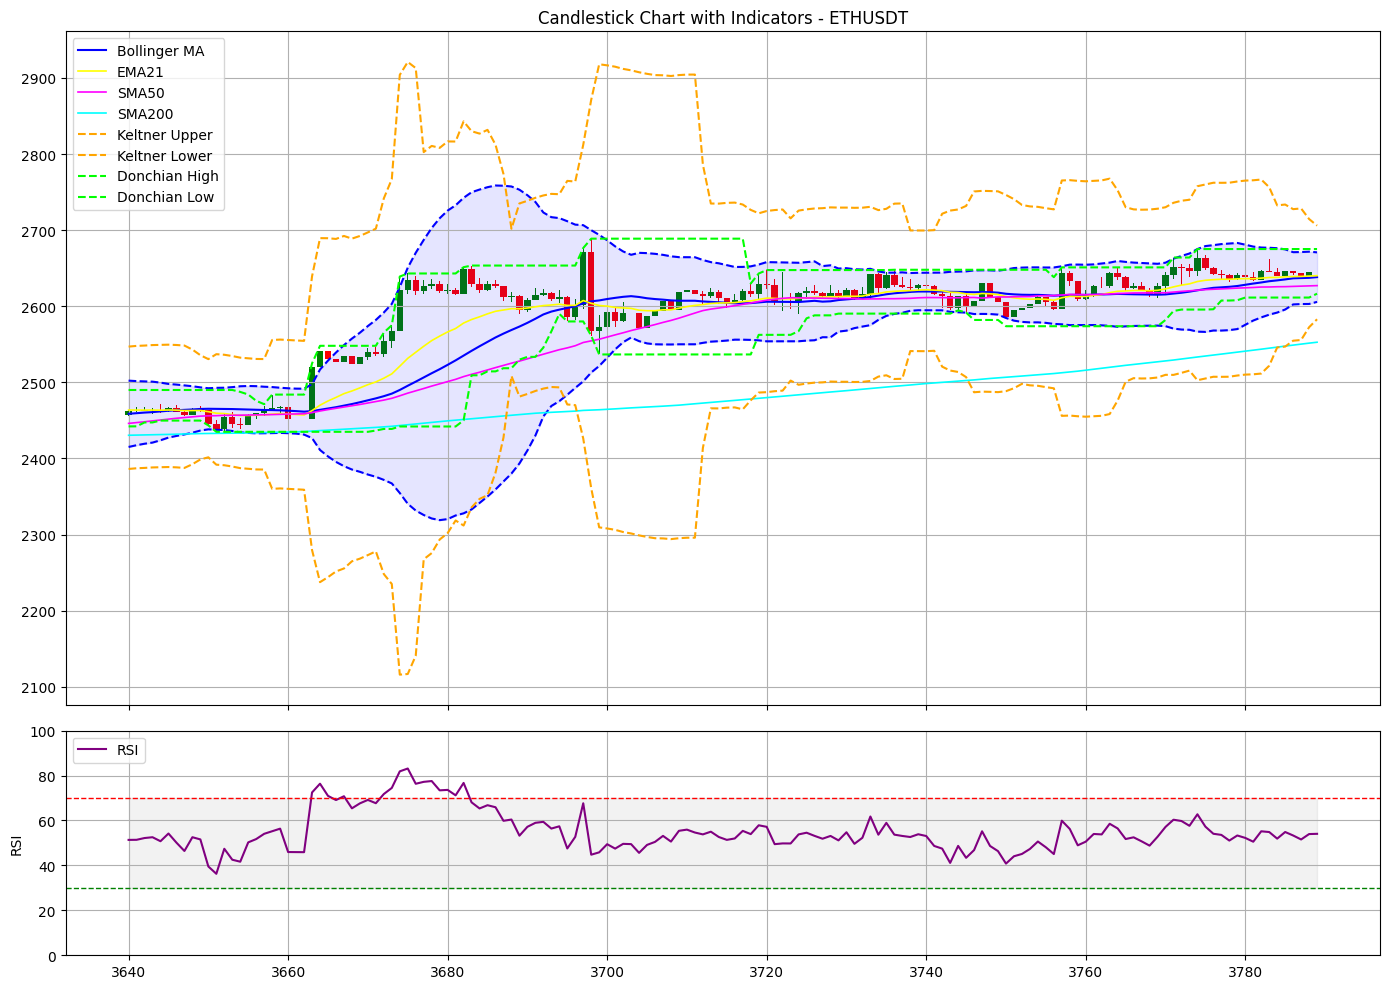 Candlestick Chart with Indicators - ETHUSDT
Bollinger MA
EMA21
SMA50
SMA200
Keltner Upper
Keltner Lower
Donchian High
Donchian Low
2900
2800
2700
2600
2500
2400
2300
2200
2100
RSI
100
80
60
40
20
0
RSI
3640 3660 3680 3700 3720 3740 3760 3780